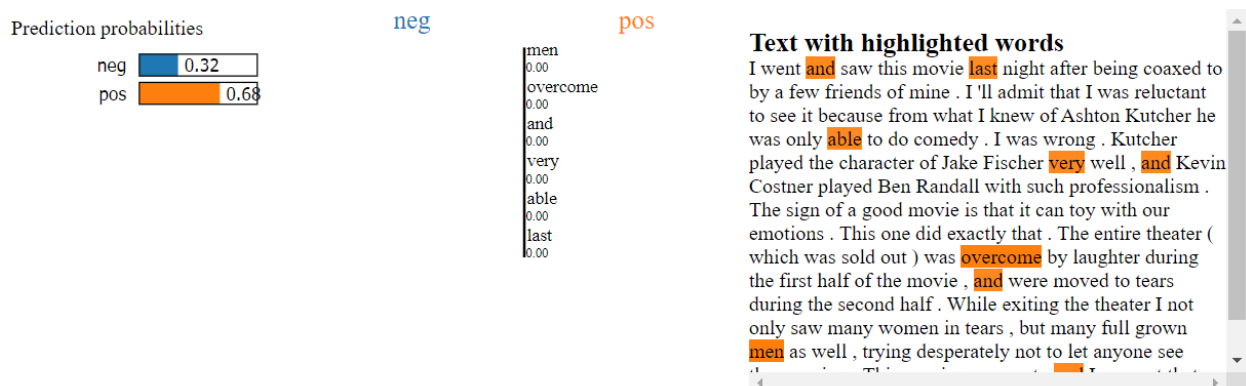 Prediction probabilities
neg 0.32
pos 0.68
neg pos
men
0.00
overcome
0.00
and
0.00
very
0.00
able
0.00
last
0.00
Text with highlighted words
I went and saw this movie last night after being coaxed to
by a few friends of mine . I 'll admit that I was reluctant
to see it because from what I knew of Ashton Kutcher he
was only able to do comedy . I was wrong . Kutcher
played the character of Jake Fischer very well , and Kevin
Costner played Ben Randall with such professionalism .
The sign of a good movie is that it can toy with our
emotions . This one did exactly that . The entire theater (
which was sold out ) was overcome by laughter during
the first half of the movie , and were moved to tears
during the second half . While exiting the theater I not
only saw many women in tears , but many full grown
men as well , trying desperately not to let anyone see